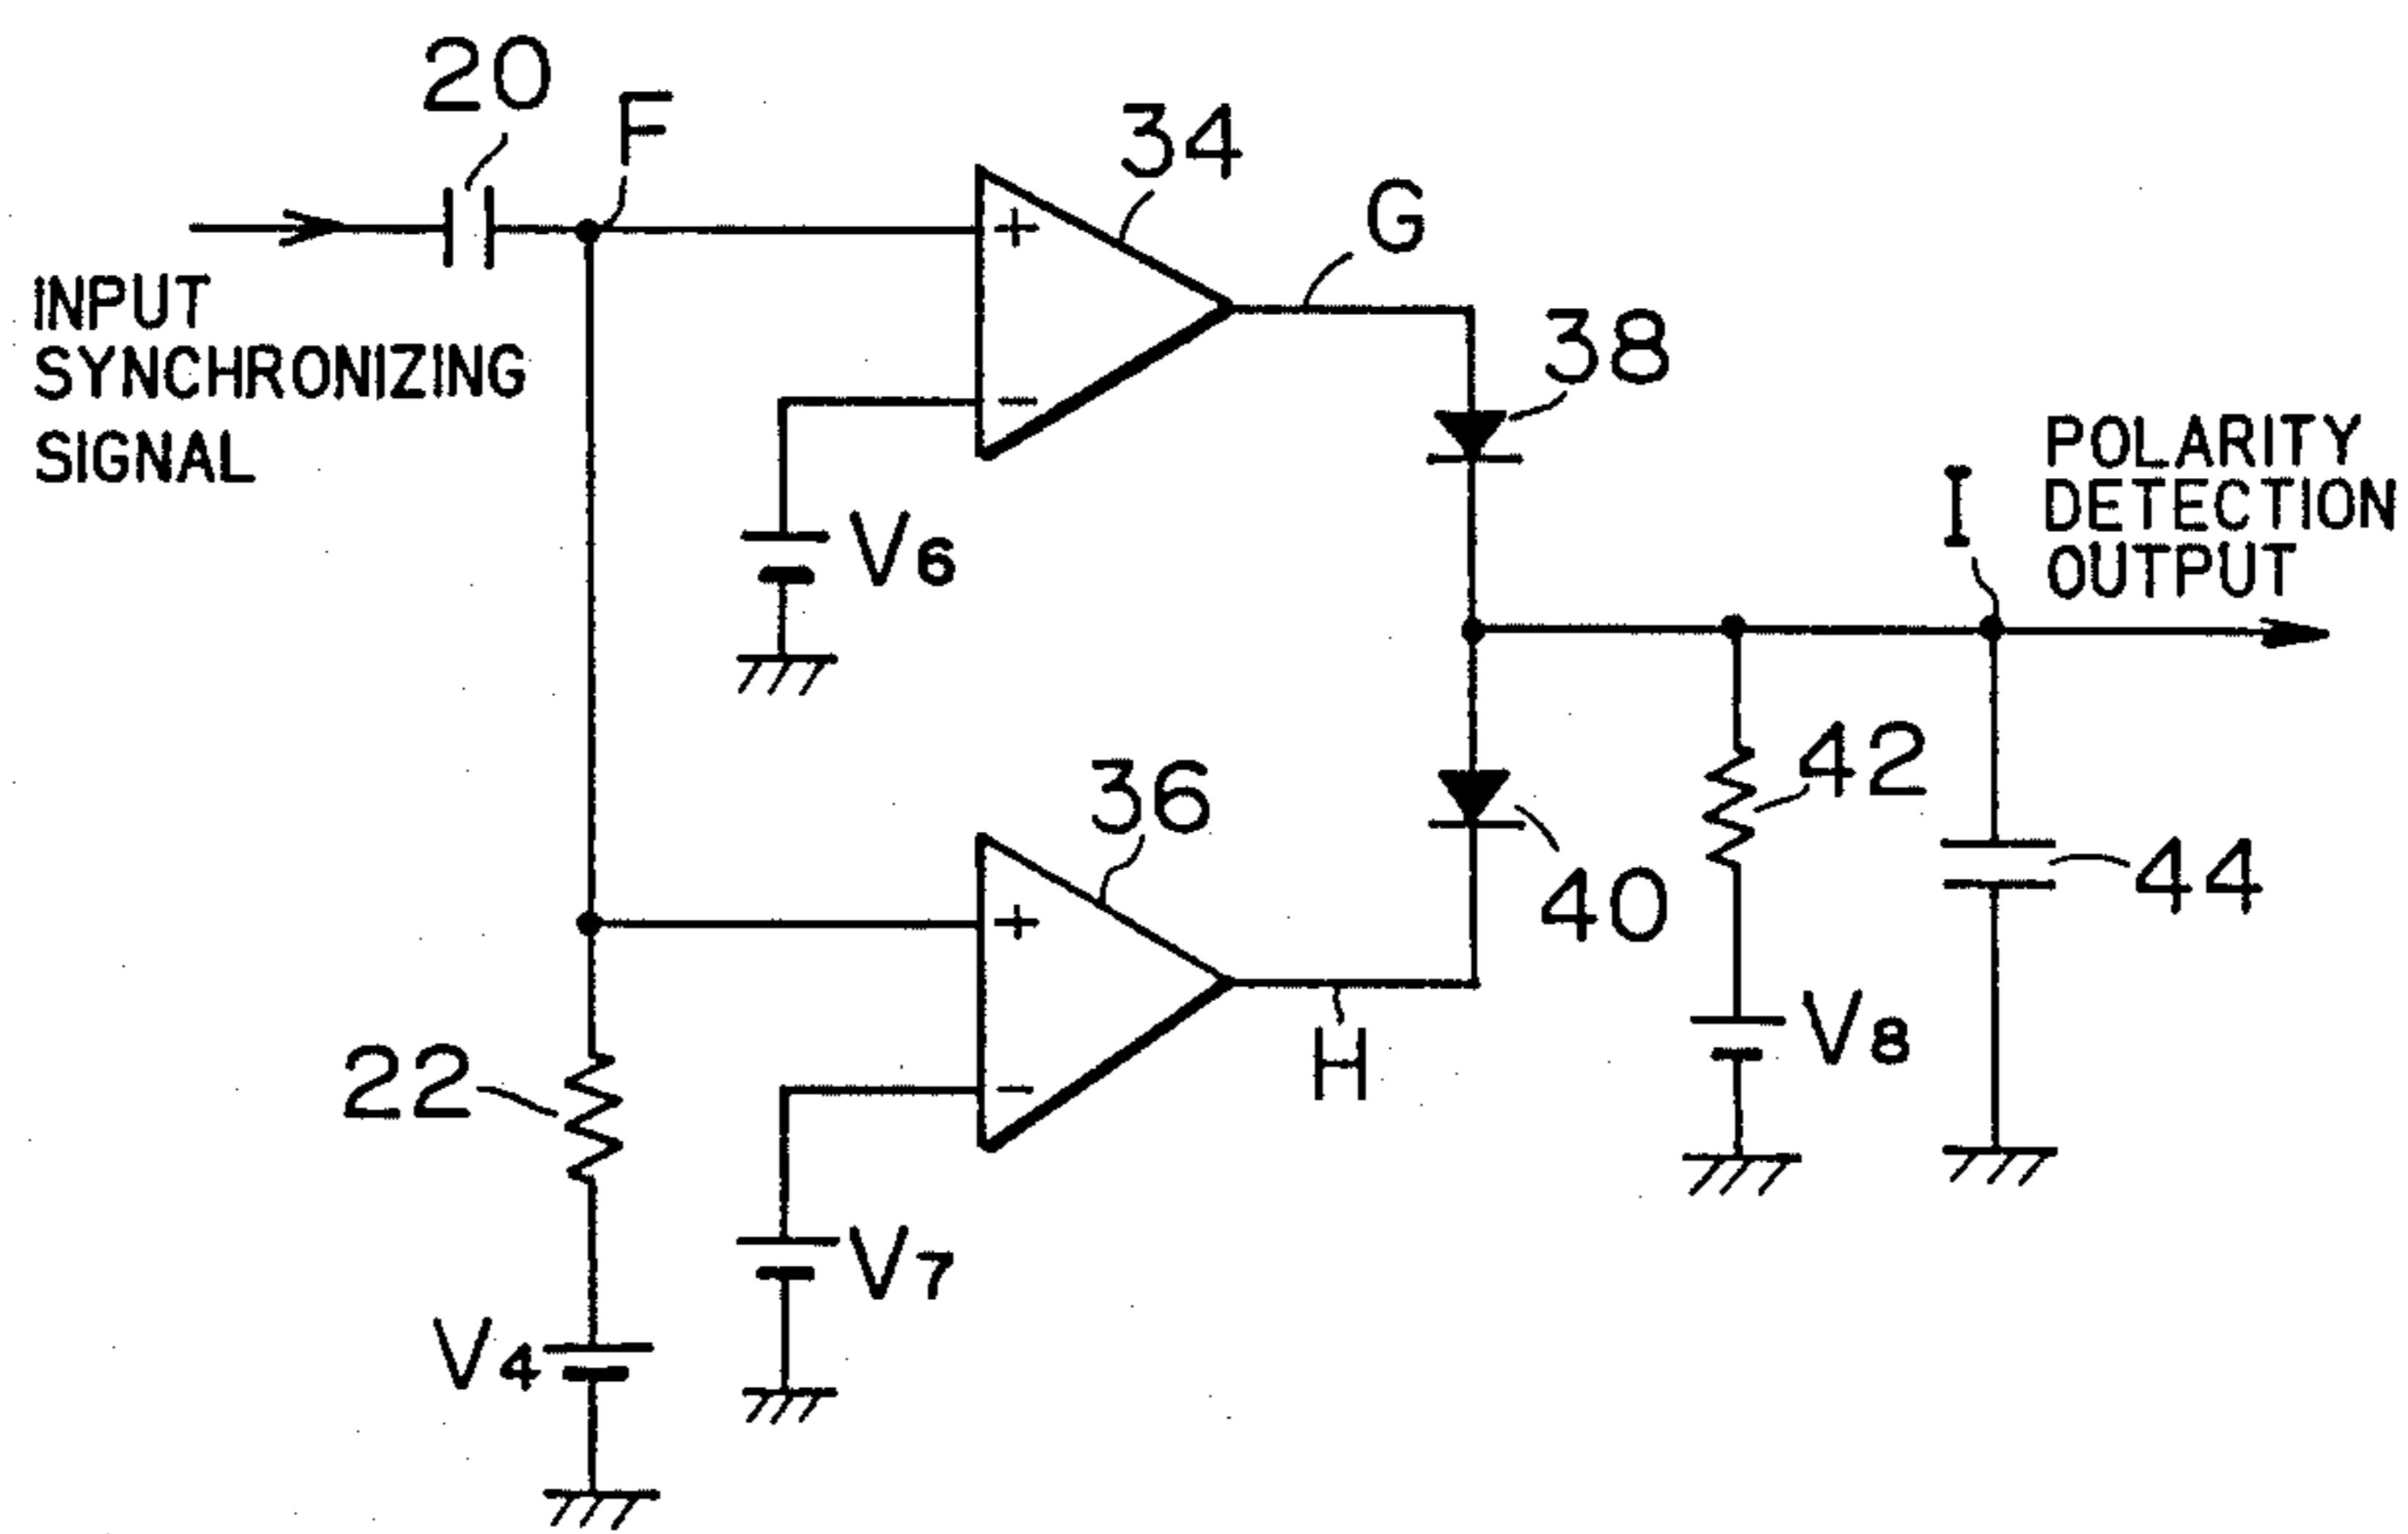 20
F
34
G
INPUT
SYNCHRONIZING
SIGNAL
+
−
38
V6
I
POLARITY
DETECTION
OUTPUT
36
+
−
40
42
44
H
V8
22
V7
V4